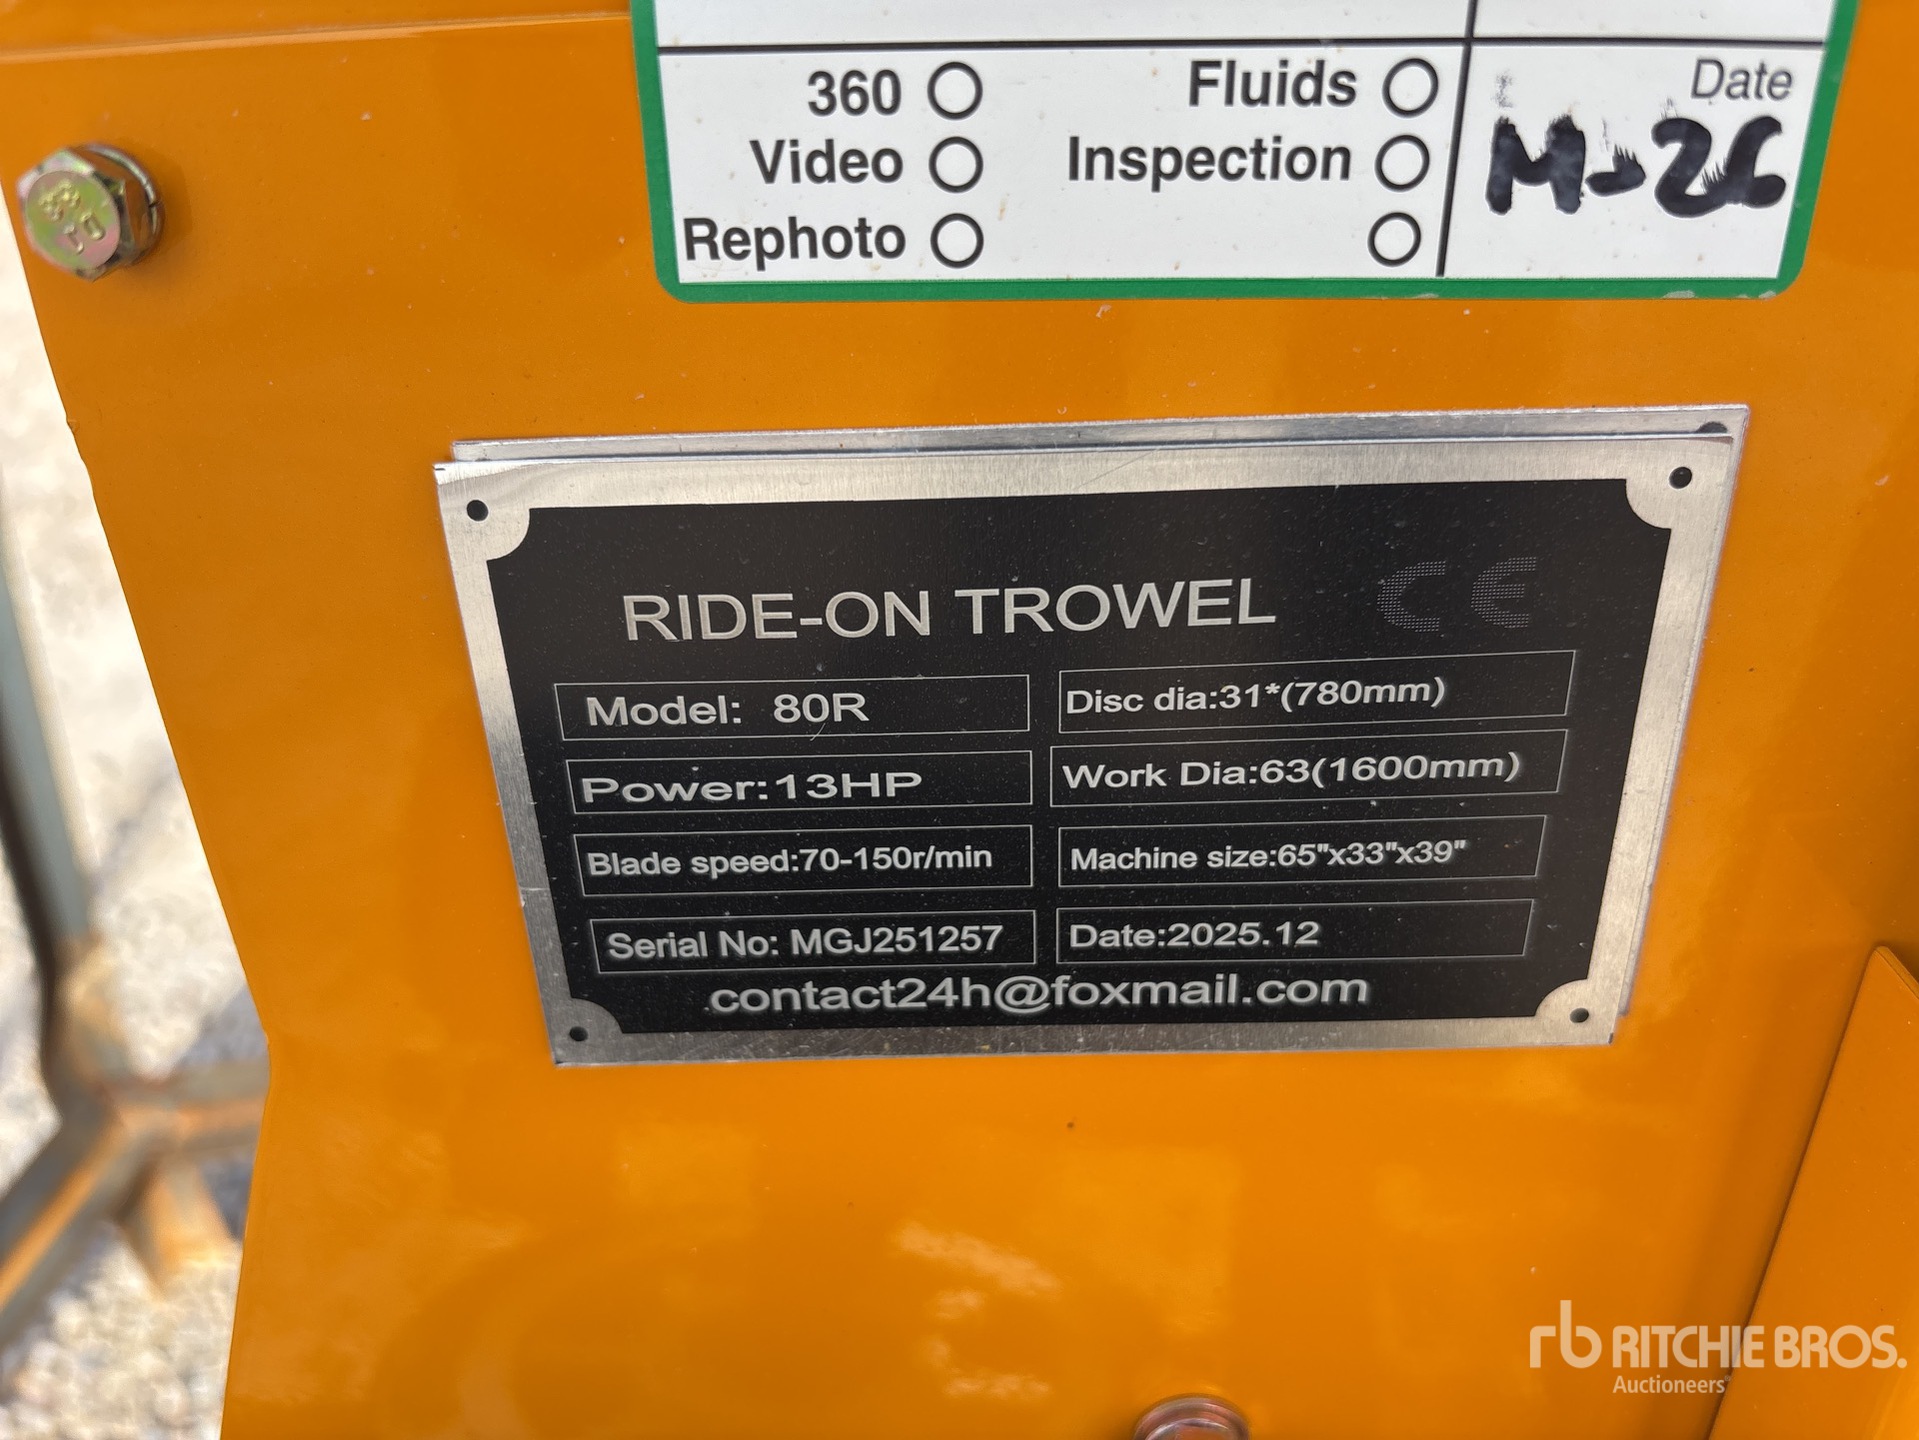 360 Fluids Date
Video Inspection M-26
Rephoto
RIDE-ON TROWEL CE
Model: 80R Disc dia:31*(780mm)
Power:13HP Work Dia:63(1600mm)
Blade speed:70-150r/min Machine size:65"x33"x39"
Serial No: MGJ251257 Date:2025.12
contact24h@foxmail.com
rb RITCHIE BROS.
Auctioneers